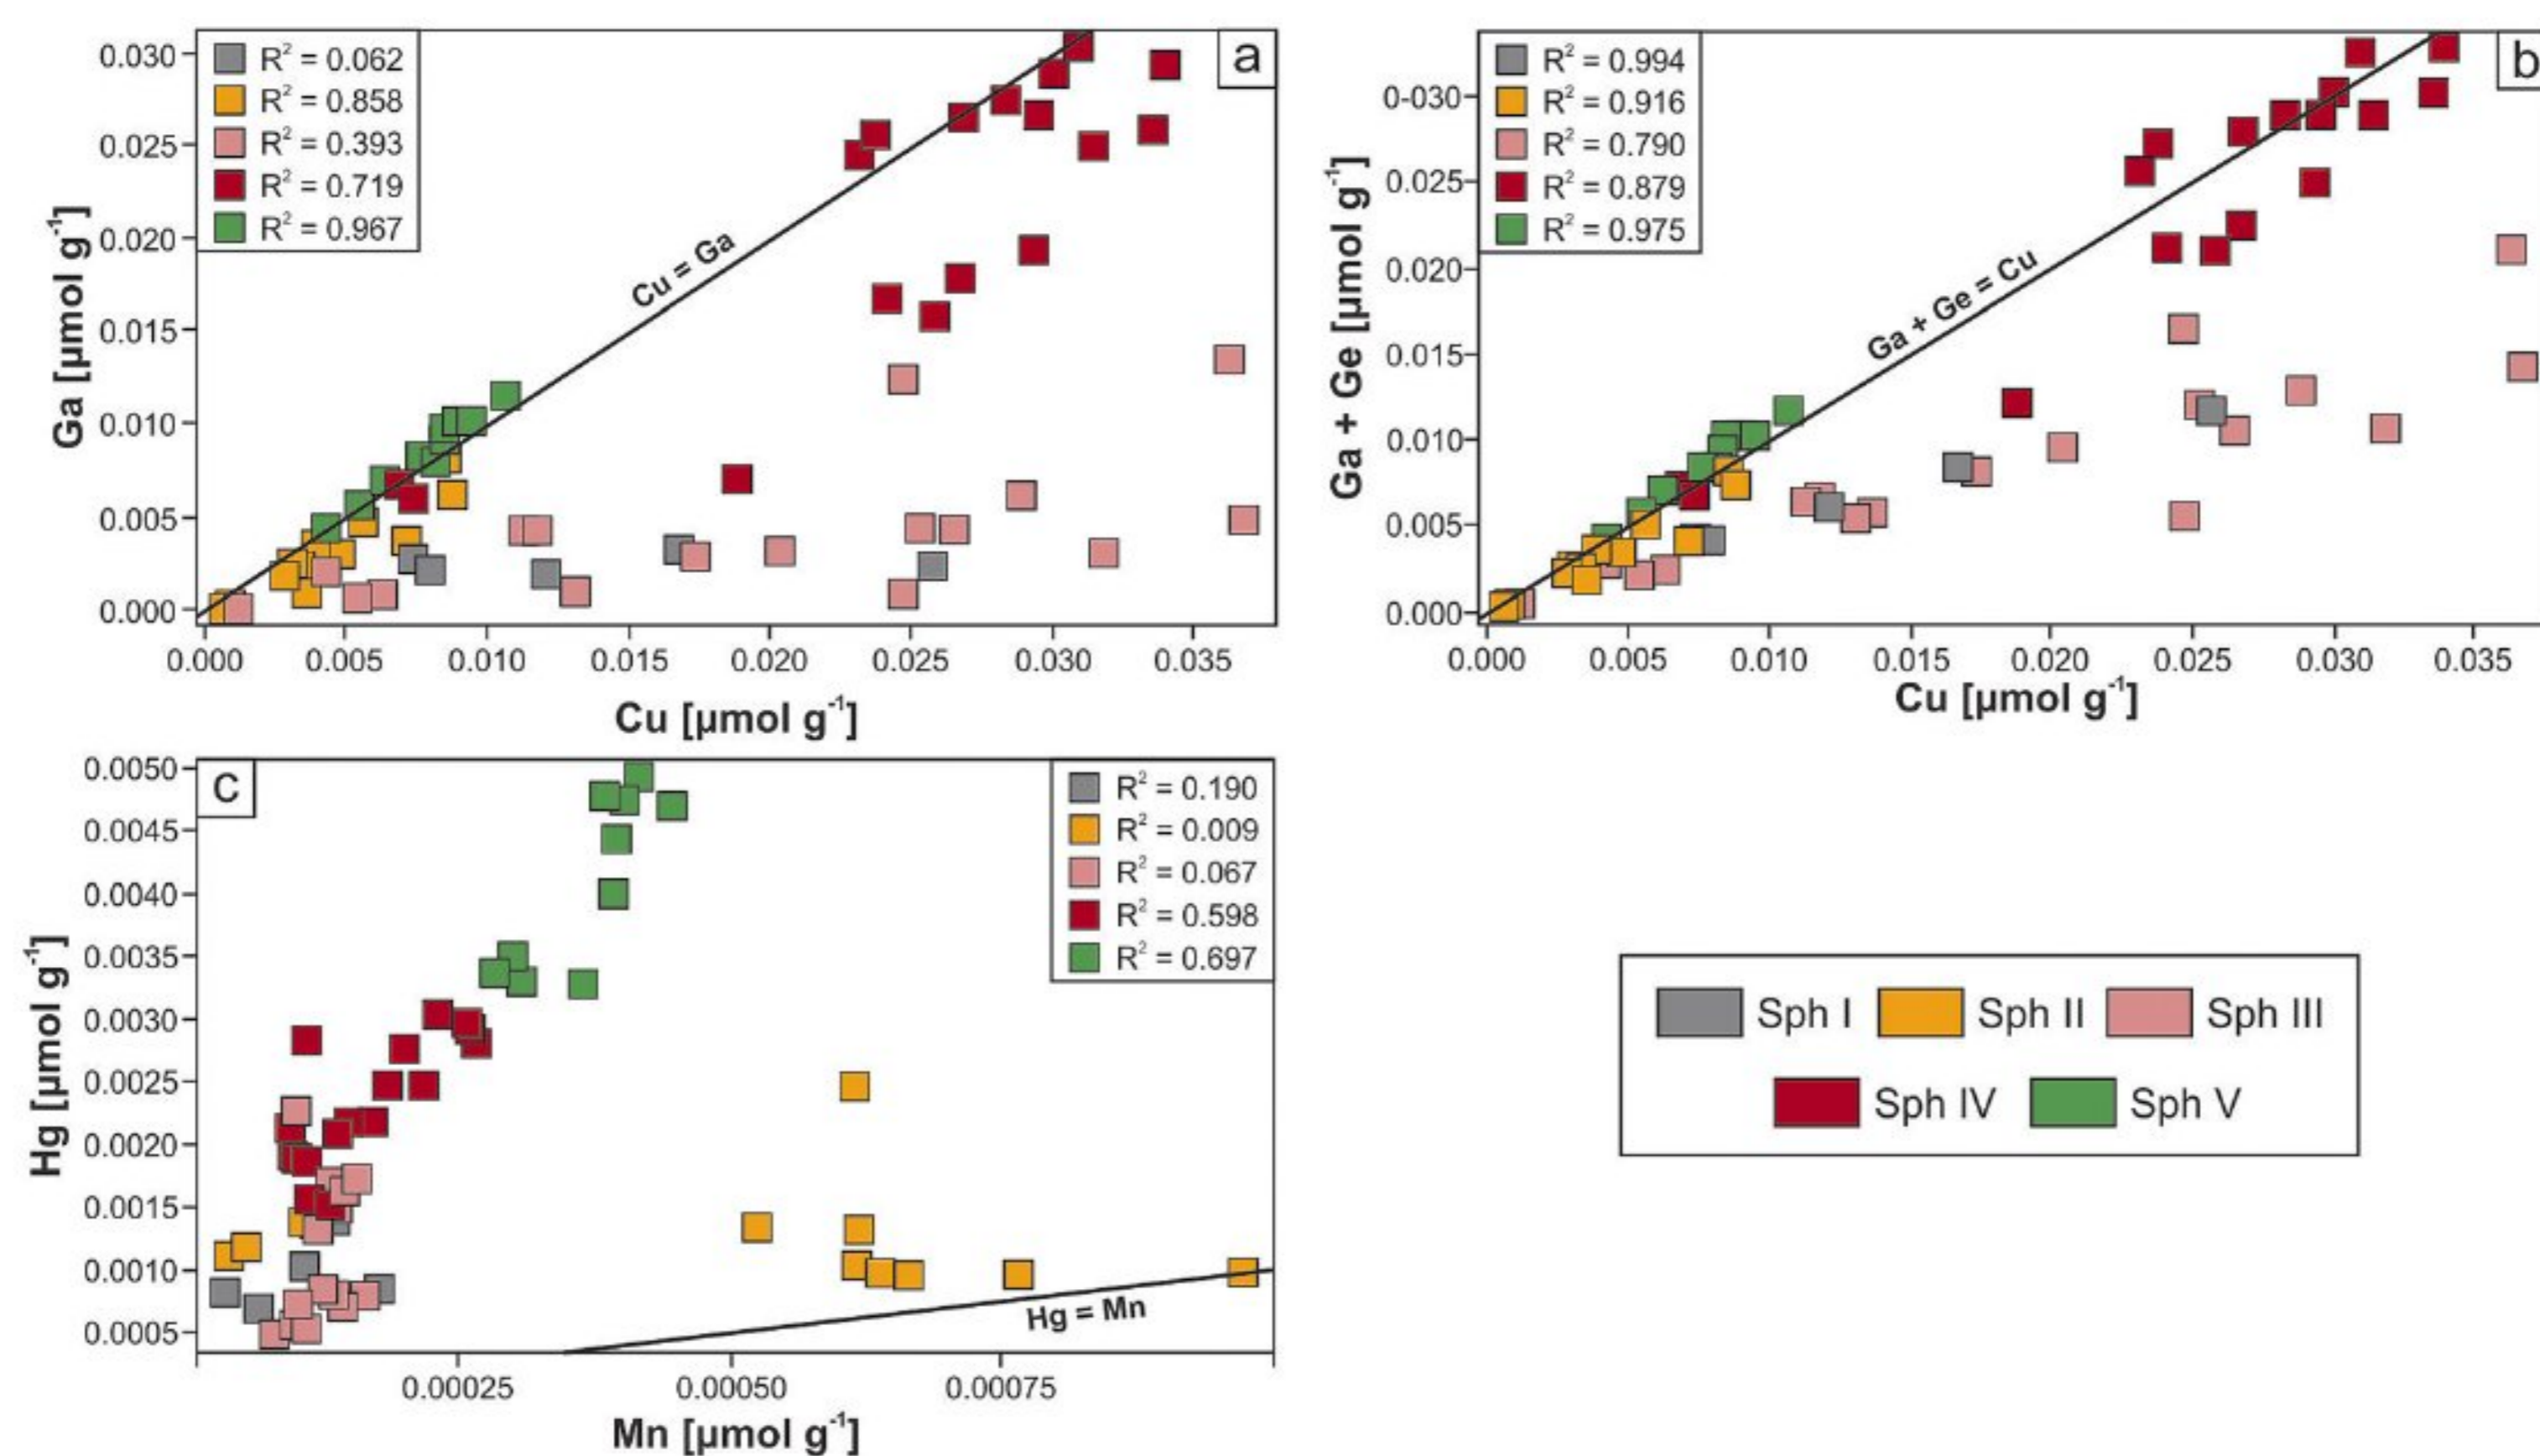 a
R² = 0.062
R² = 0.858
R² = 0.393
R² = 0.719
R² = 0.967
0.030
0.025
0.020
0.015
0.010
0.005
0.000
Ga [µmol g⁻¹]
Cu = Ga
0.000 0.005 0.010 0.015 0.020 0.025 0.030 0.035
Cu [µmol g⁻¹]
b
R² = 0.994
R² = 0.916
R² = 0.790
R² = 0.879
R² = 0.975
0-030
0.025
0.020
0.015
0.010
0.005
0.000
Ga + Ge [µmol g⁻¹]
Ga + Ge = Cu
0.000 0.005 0.010 0.015 0.020 0.025 0.030 0.035
Cu [µmol g⁻¹]
c
R² = 0.190
R² = 0.009
R² = 0.067
R² = 0.598
R² = 0.697
0.0050
0.0045
0.0040
0.0035
0.0030
0.0025
0.0020
0.0015
0.0010
0.0005
Hg [µmol g⁻¹]
Hg = Mn
0.00025 0.00050 0.00075
Mn [µmol g⁻¹]
Sph I Sph II Sph III
Sph IV Sph V